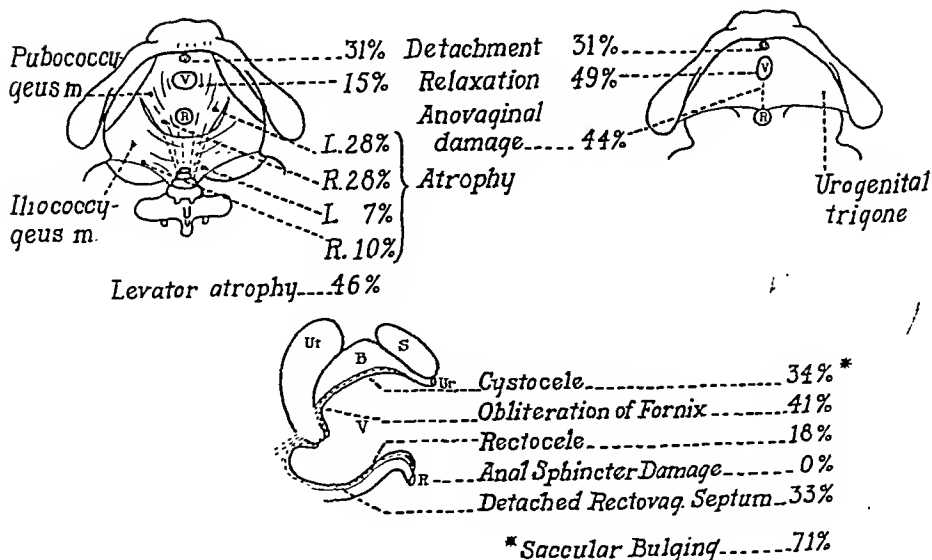 Pubococcy-
geus m.
31% Detachment 31%
15% Relaxation 49%
Anovaginal
damage 44%
L. 28%
R. 28%
Atrophy
L 7%
R. 10%
Iliococcy-
geus m.
Levator atrophy 46%
V
R
V
R
Urogenital
trigone
Ut
B
S
Ur
V
R
Cystocele 34%*
Obliteration of Fornix 41%
Rectocele 18%
Anal Sphincter Damage 0%
Detached Rectovag. Septum 33%
*Saccular Bulging 71%